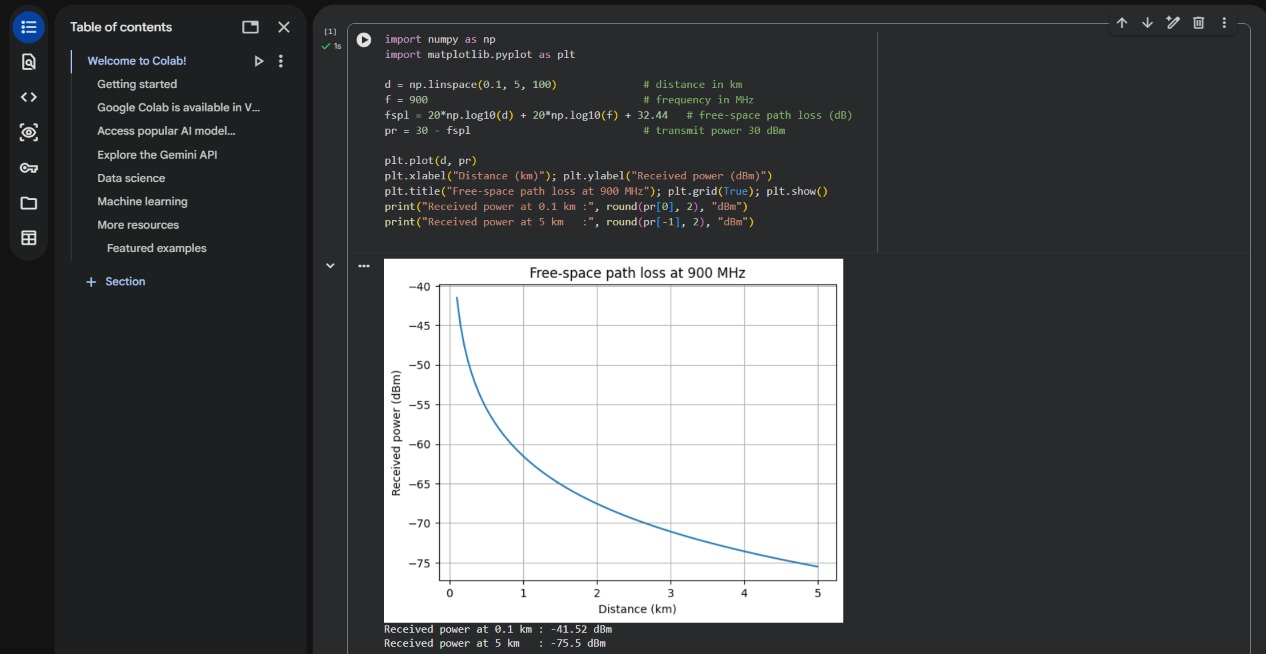 Table of contents
Welcome to Colab!
Getting started
Google Colab is available in V...
Access popular AI model...
Explore the Gemini API
Data science
Machine learning
More resources
Featured examples
+ Section
[1]
✓ 1s
import numpy as np
import matplotlib.pyplot as plt
d = np.linspace(0.1, 5, 100)             # distance in km
f = 900                                  # frequency in MHz
fspl = 20*np.log10(d) + 20*np.log10(f) + 32.44   # free-space path loss (dB)
pr = 30 - fspl                           # transmit power 30 dBm
plt.plot(d, pr)
plt.xlabel("Distance (km)"); plt.ylabel("Received power (dBm)")
plt.title("Free-space path loss at 900 MHz"); plt.grid(True); plt.show()
print("Received power at 0.1 km :", round(pr[0], 2), "dBm")
print("Received power at 5 km   :", round(pr[-1], 2), "dBm")
Free-space path loss at 900 MHz
Received power (dBm)
−40
−45
−50
−55
−60
−65
−70
−75
0 1 2 3 4 5
Distance (km)
Received power at 0.1 km : -41.52 dBm
Received power at 5 km   : -75.5 dBm